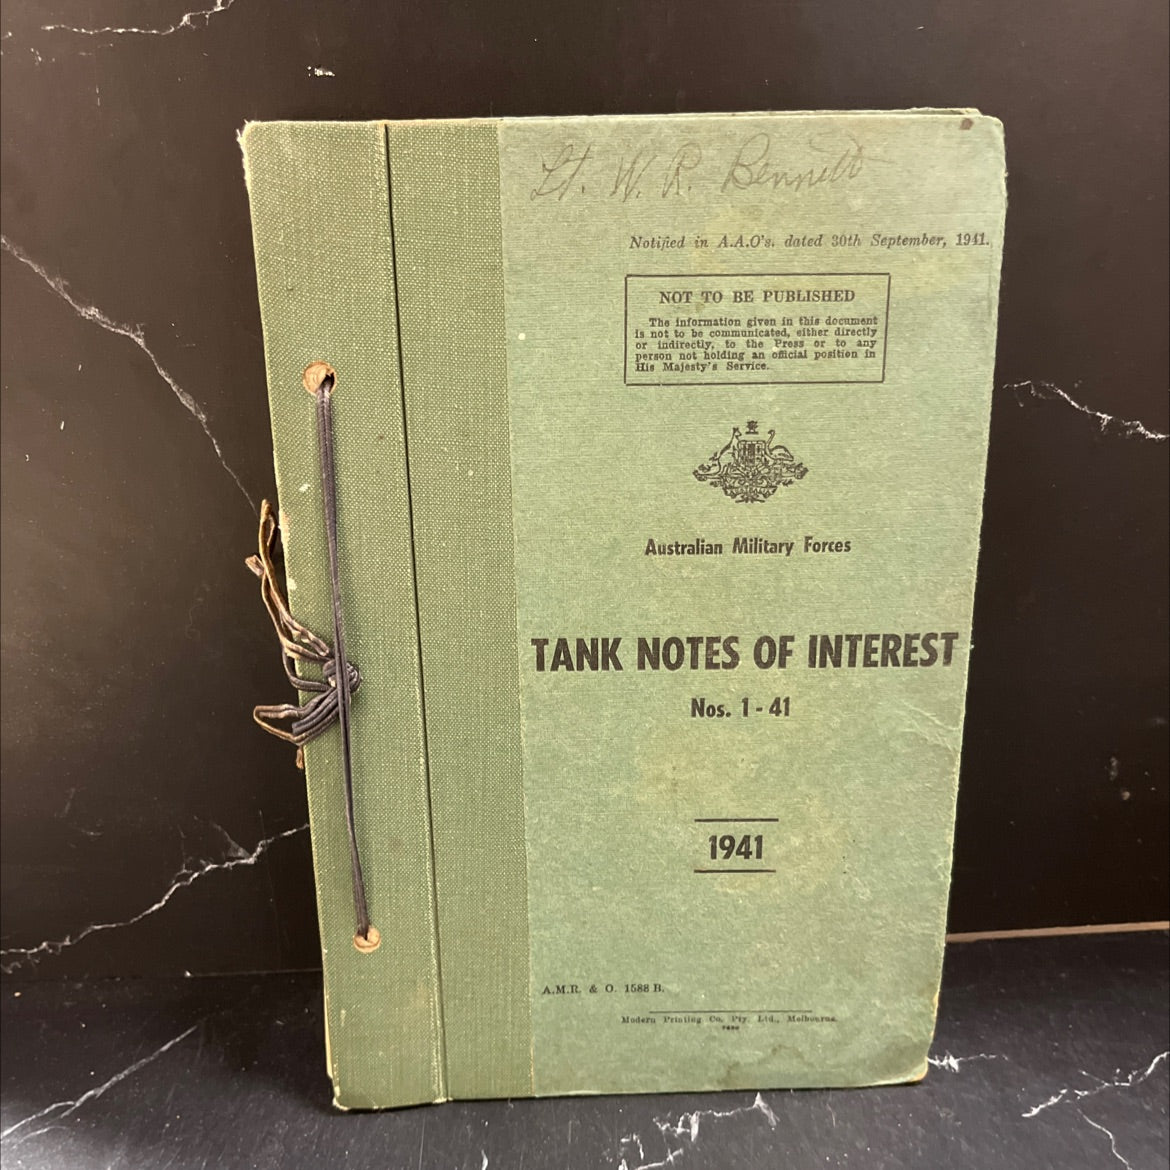 Lt. W. R. Bennett
Notified in A.A.O's. dated 30th September, 1941.
NOT TO BE PUBLISHED
The information given in this document
is not to be communicated, either directly
or indirectly, to the Press or to any
person not holding an official position in
His Majesty's Service.
AUSTRALIA
Australian Military Forces
TANK NOTES OF INTEREST
Nos. 1 - 41
1941
A.M.R. & O. 1588 B.
Modern Printing Co. Pty. Ltd., Melbourne.